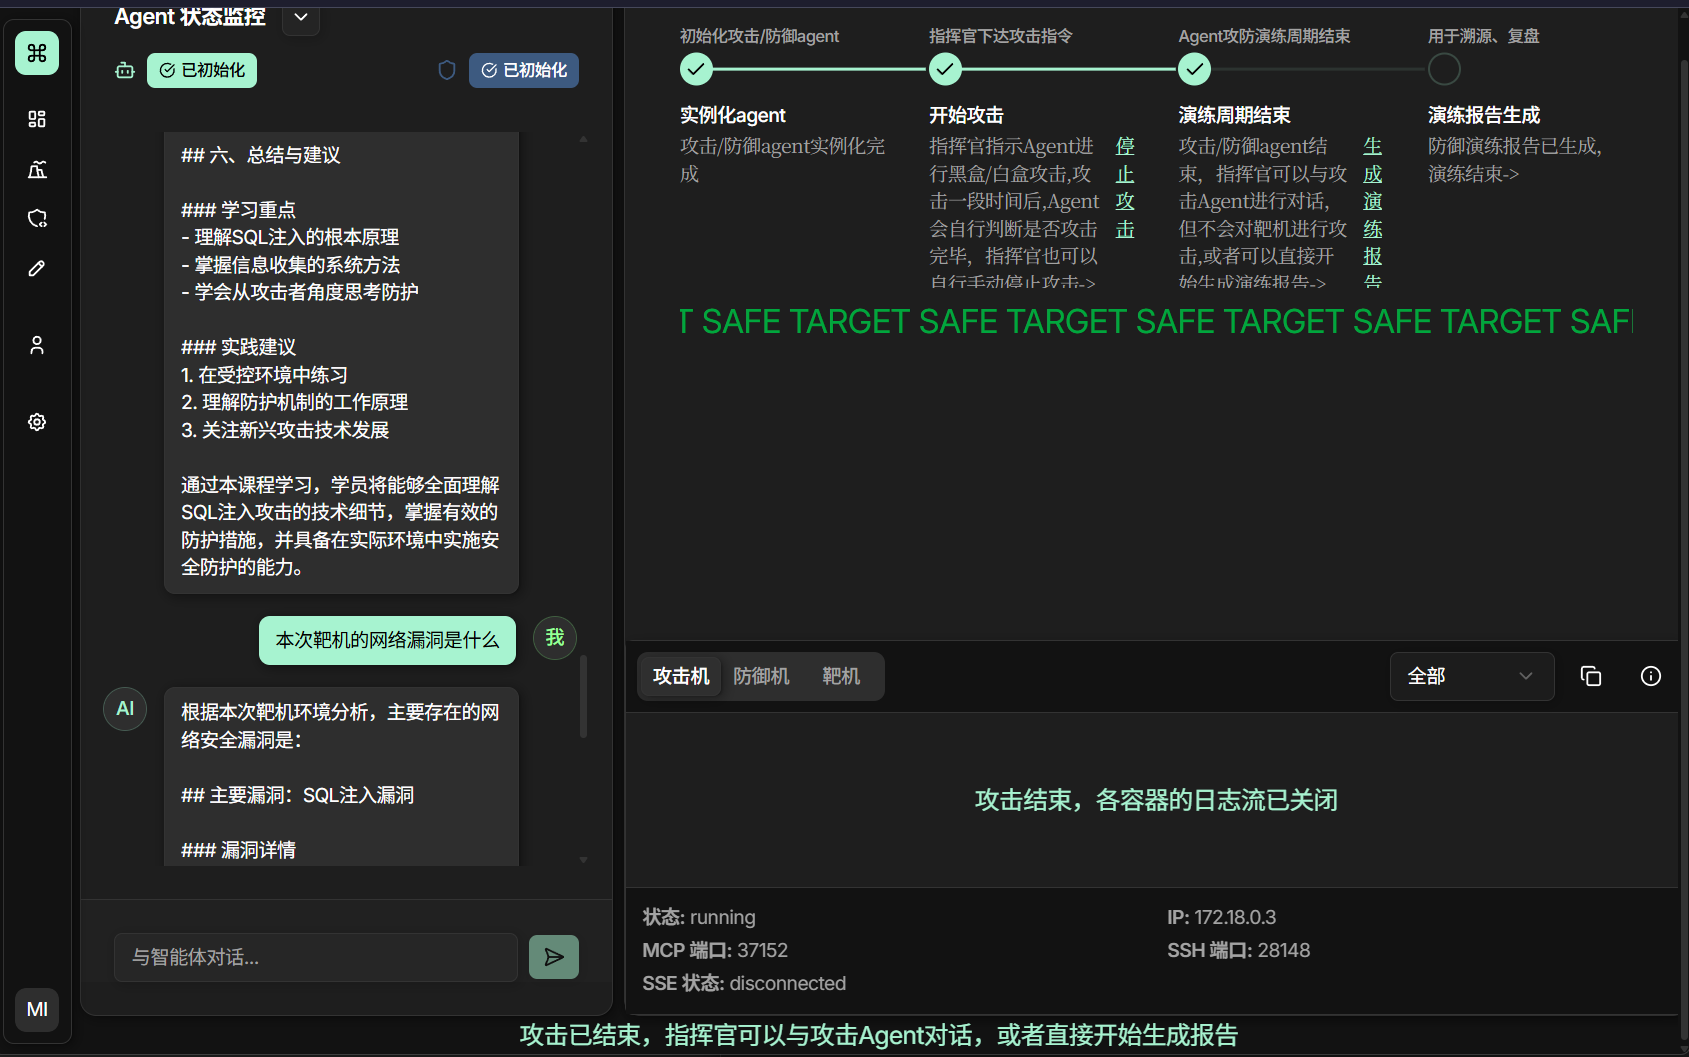 Agent 状态监控
已初始化
已初始化
## 六、总结与建议
### 学习重点
- 理解SQL注入的根本原理
- 掌握信息收集的系统方法
- 学会从攻击者角度思考防护
### 实践建议
1. 在受控环境中练习
2. 理解防护机制的工作原理
3. 关注新兴攻击技术发展
通过本课程学习，学员将能够全面理解
SQL注入攻击的技术细节，掌握有效的
防护措施，并具备在实际环境中实施安
全防护的能力。
本次靶机的网络漏洞是什么
我
AI
根据本次靶机环境分析，主要存在的网
络安全漏洞是：
## 主要漏洞：SQL注入漏洞
### 漏洞详情
与智能体对话...
MI
初始化攻击/防御agent
实例化agent
攻击/防御agent实例化完
成
指挥官下达攻击指令
开始攻击
指挥官指示Agent进
行黑盒/白盒攻击,攻
击一段时间后,Agent
会自行判断是否攻击
完毕，指挥官也可以
自行手动停止攻击->
停
止
攻
击
Agent攻防演练周期结束
演练周期结束
攻击/防御agent结
束，指挥官可以与攻
击Agent进行对话,
但不会对靶机进行攻
击,或者可以直接开
始生成演练报告->
生
成
演
练
报
告
用于溯源、复盘
演练报告生成
防御演练报告已生成,
演练结束->
T SAFE TARGET SAFE TARGET SAFE TARGET SAFE TARGET SAF
攻击机
防御机
靶机
全部
攻击结束，各容器的日志流已关闭
状态: running
IP: 172.18.0.3
MCP 端口: 37152
SSH 端口: 28148
SSE 状态: disconnected
攻击已结束，指挥官可以与攻击Agent对话，或者直接开始生成报告